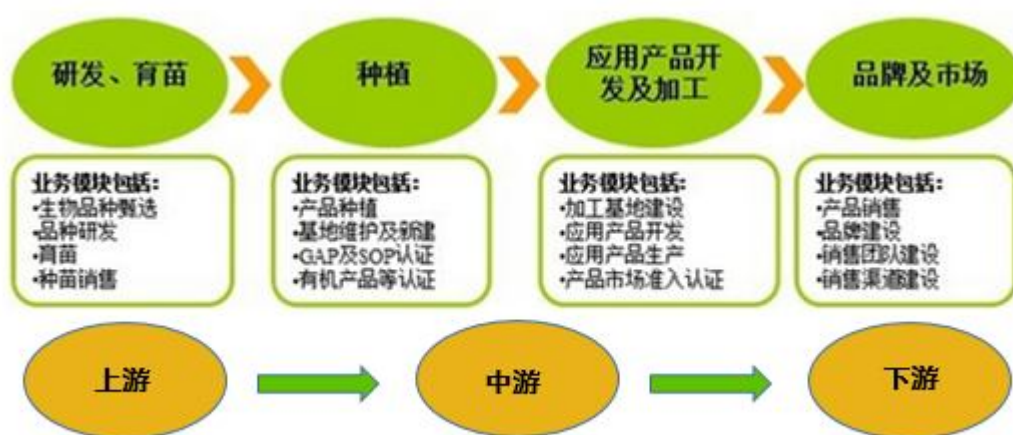 研发、育苗
种植
应用产品开
发及加工
品牌及市场
业务模块包括：
•生物品种甄选
•品种研发
•育苗
•种苗销售
业务模块包括：
•产品种植
•基地维护及新建
•GAP及SOP认证
•有机产品等认证
业务模块包括：
•加工基地建设
•应用产品开发
•应用产品生产
•产品市场准入认证
业务模块包括：
•产品销售
•品牌建设
•销售团队建设
•销售渠道建设
上游
中游
下游